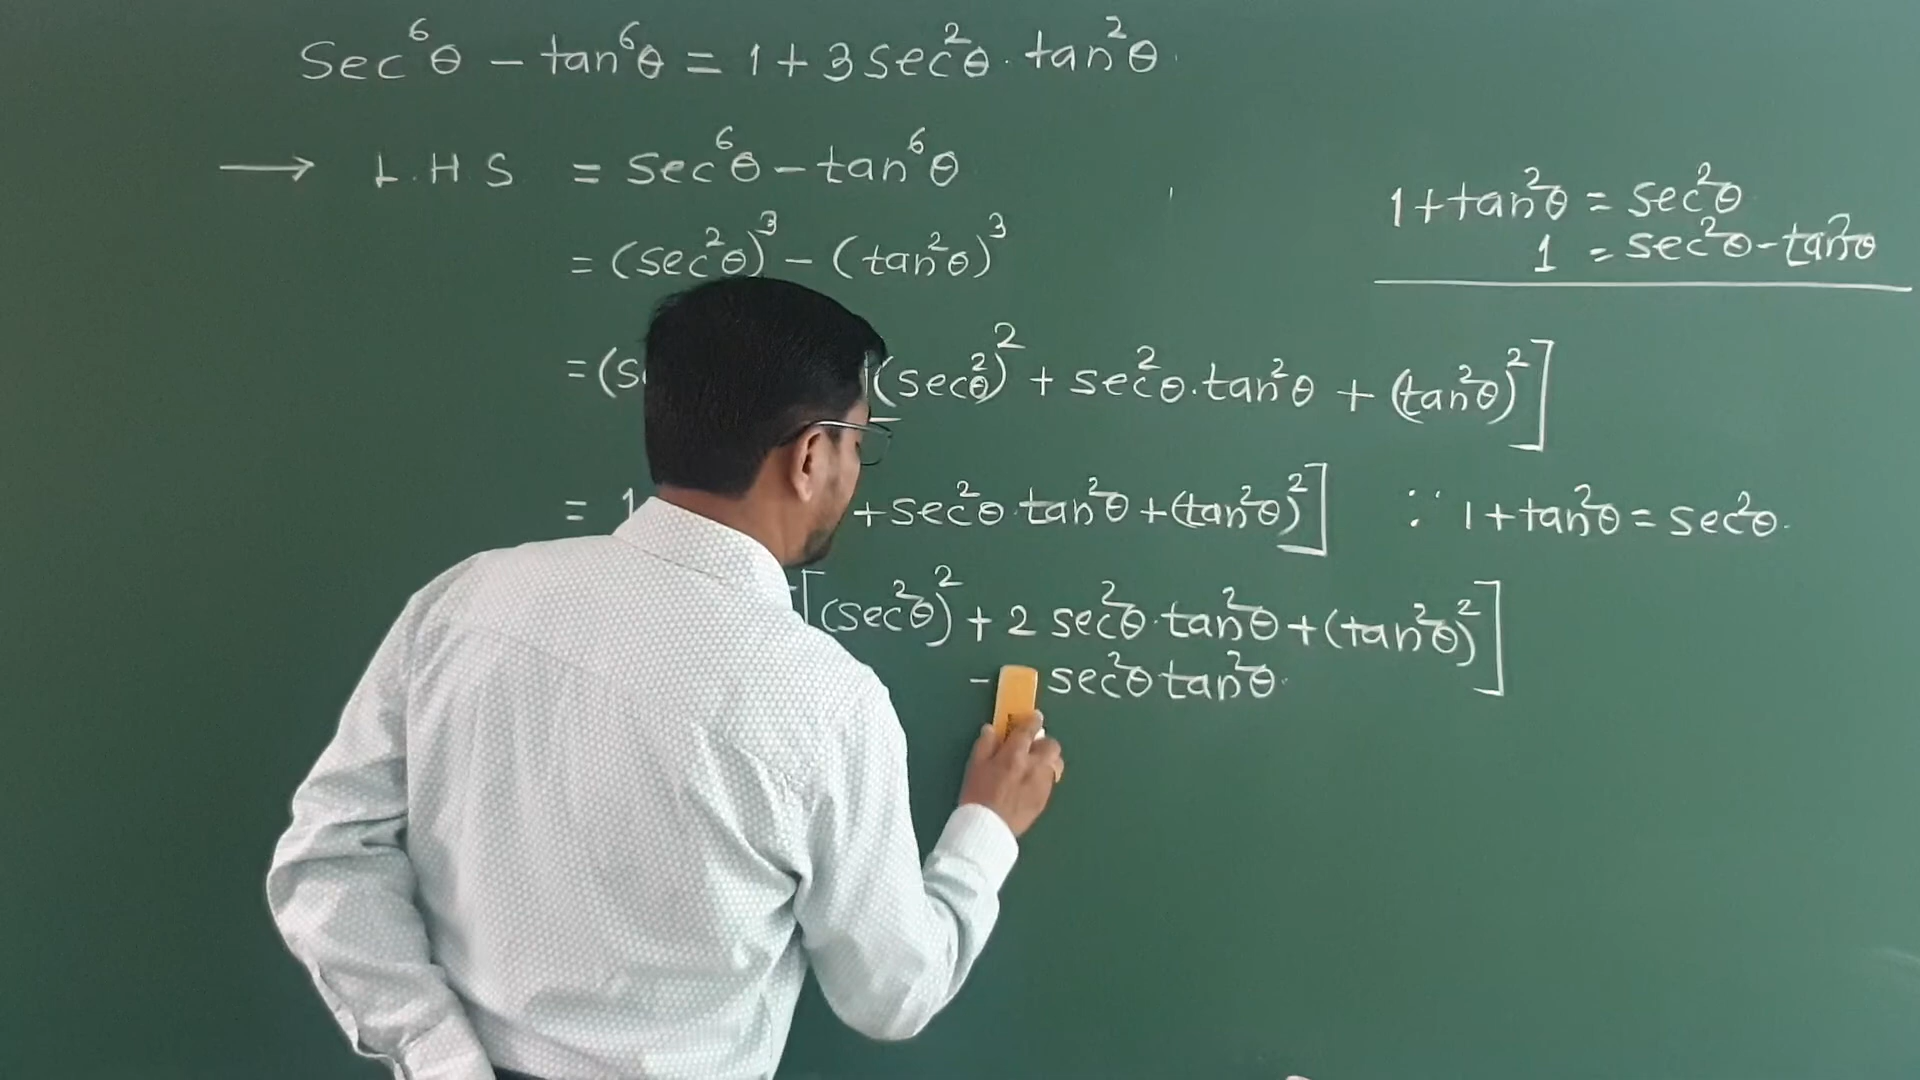 Sec⁶θ − tan⁶θ = 1 + 3 sec²θ · tan²θ.
→ L.H.S = sec⁶θ − tan⁶θ
= (sec²θ)³ − (tan²θ)³
1 + tan²θ = sec²θ
1 = sec²θ − tan²θ
= (s (sec²θ)² + sec²θ · tan²θ + (tan²θ)²]
= 1 + sec²θ · tan²θ + (tan²θ)²] ∵ 1 + tan²θ = sec²θ.
[(sec²θ)² + 2 sec²θ · tan²θ + (tan²θ)²]
− sec²θ tan²θ.